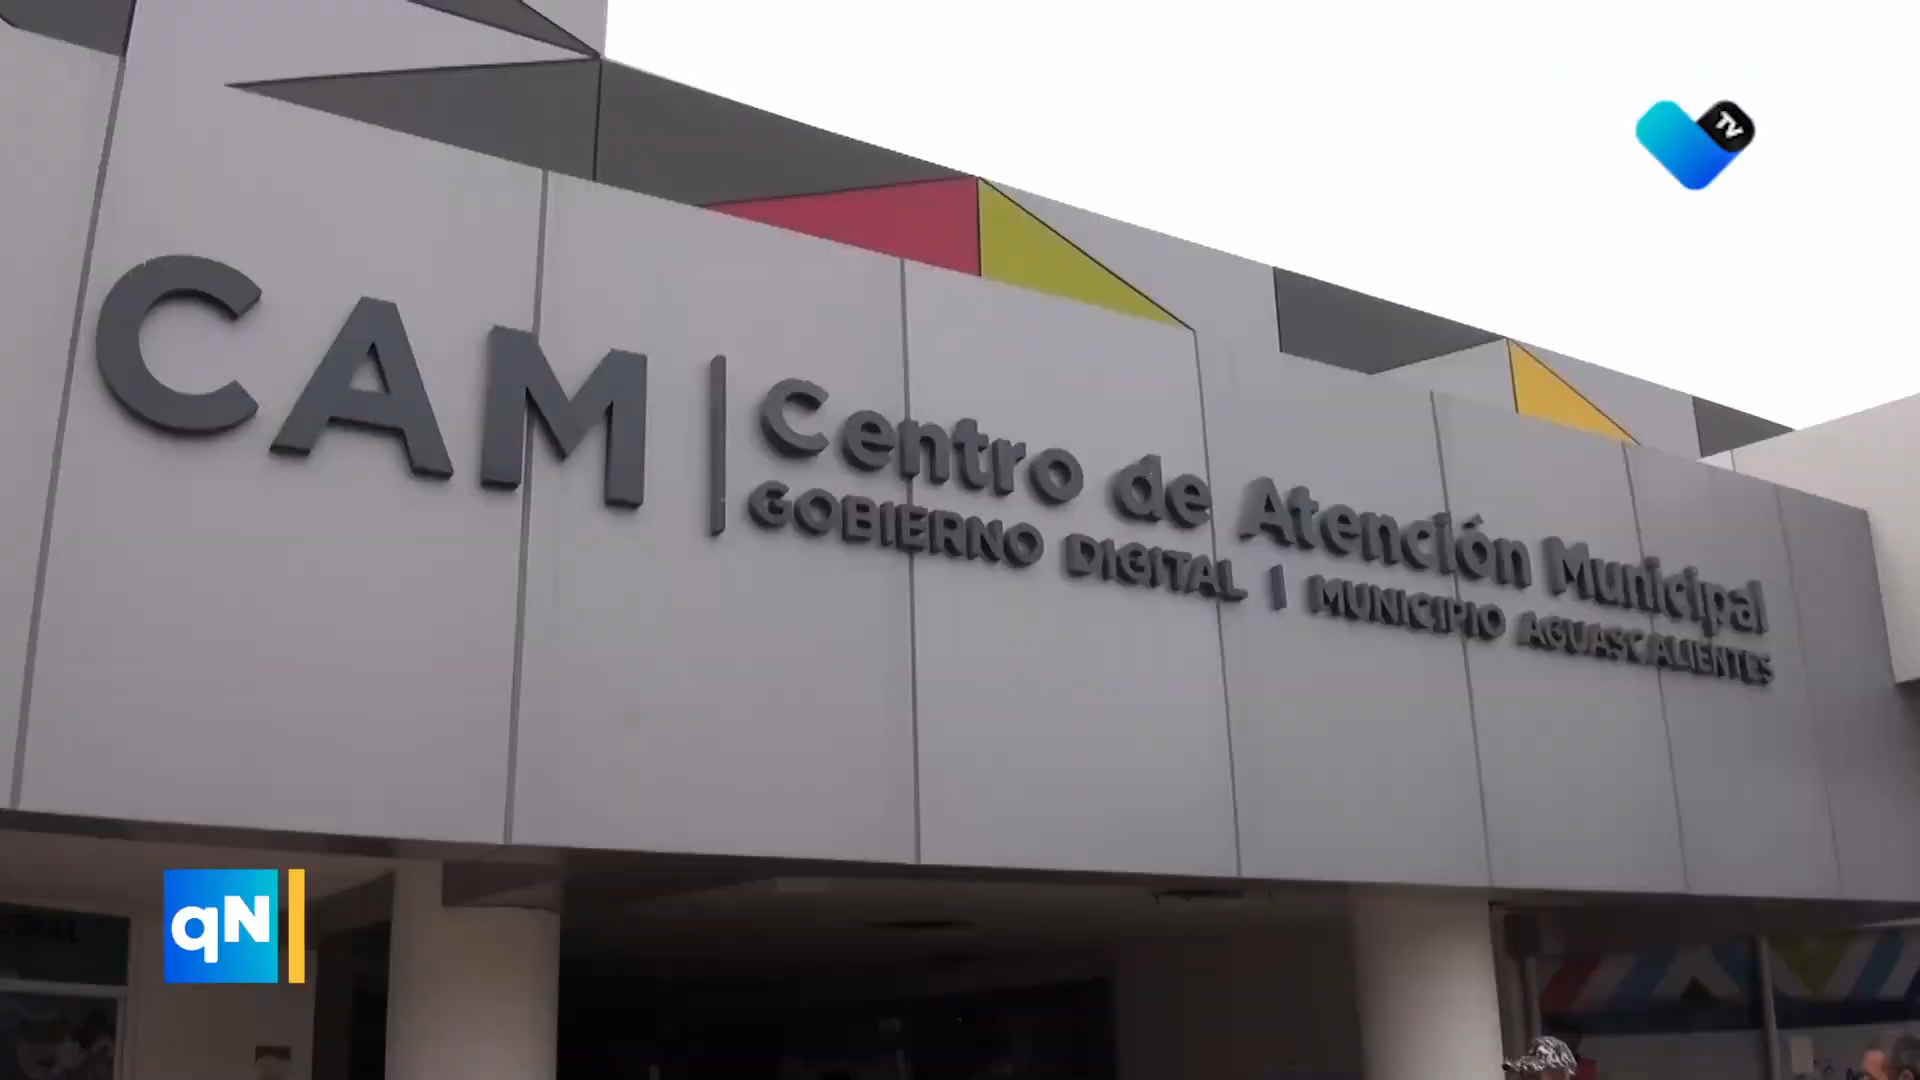 TV
CAM
Centro de Atención Municipal
GOBIERNO DIGITAL | MUNICIPIO AGUASCALIENTES
qN